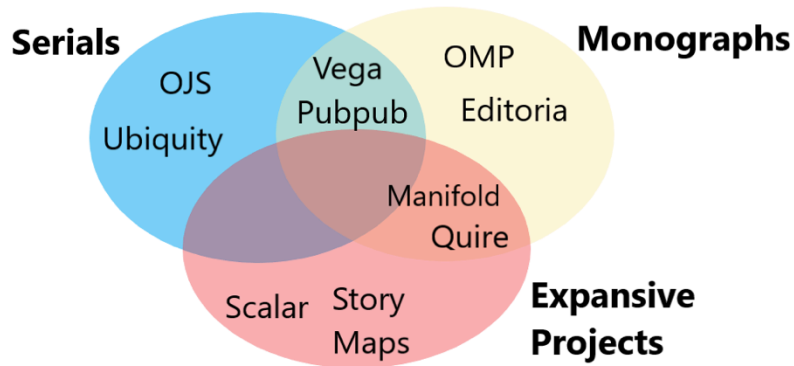 Serials
Monographs
OJS
Ubiquity
Vega
Pubpub
OMP
Editoria
Manifold
Quire
Scalar
Story
Maps
Expansive
Projects